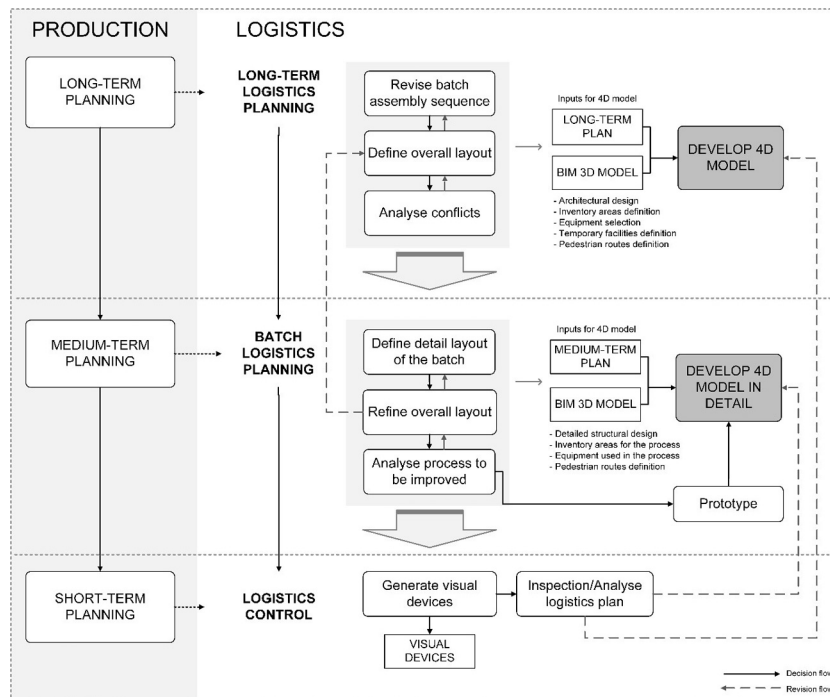 PRODUCTION
LOGISTICS
LONG-TERM
PLANNING
LONG-TERM
LOGISTICS
PLANNING
Revise batch
assembly sequence
Define overall layout
Analyse conflicts
Inputs for 4D model
LONG-TERM
PLAN
BIM 3D MODEL
- Architectural design
- Inventory areas definition
- Equipment selection
- Temporary facilities definition
- Pedestrian routes definition
DEVELOP 4D
MODEL
MEDIUM-TERM
PLANNING
BATCH
LOGISTICS
PLANNING
Define detail layout
of the batch
Refine overall layout
Analyse process to
be improved
Inputs for 4D model
MEDIUM-TERM
PLAN
BIM 3D MODEL
- Detailed structural design
- Inventory areas for the process
- Equipment used in the process
- Pedestrian routes definition
DEVELOP 4D
MODEL IN
DETAIL
Prototype
SHORT-TERM
PLANNING
LOGISTICS
CONTROL
Generate visual
devices
VISUAL
DEVICES
Inspection/Analyse
logistics plan
Decision flow
Revision flow